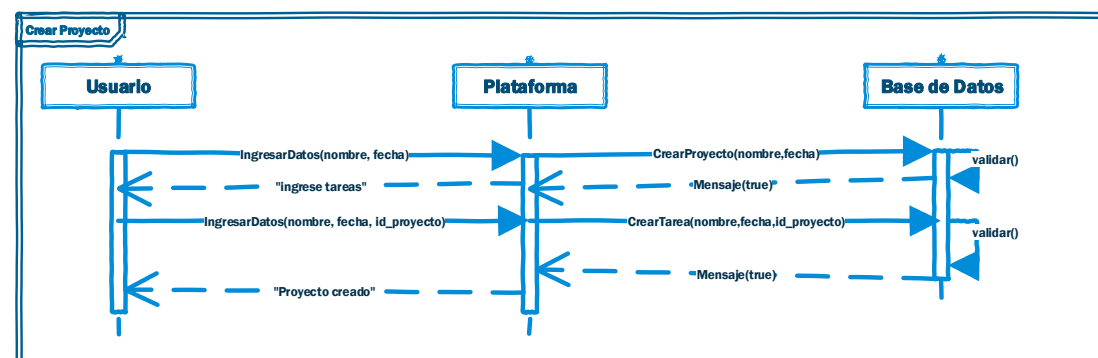 Crear Proyecto
Usuario
Plataforma
Base de Datos
IngresarDatos(nombre, fecha)
CrearProyecto(nombre,fecha)
validar()
"ingrese tareas"
Mensaje(true)
IngresarDatos(nombre, fecha, id_proyecto)
CrearTarea(nombre,fecha,id_proyecto)
validar()
Mensaje(true)
"Proyecto creado"